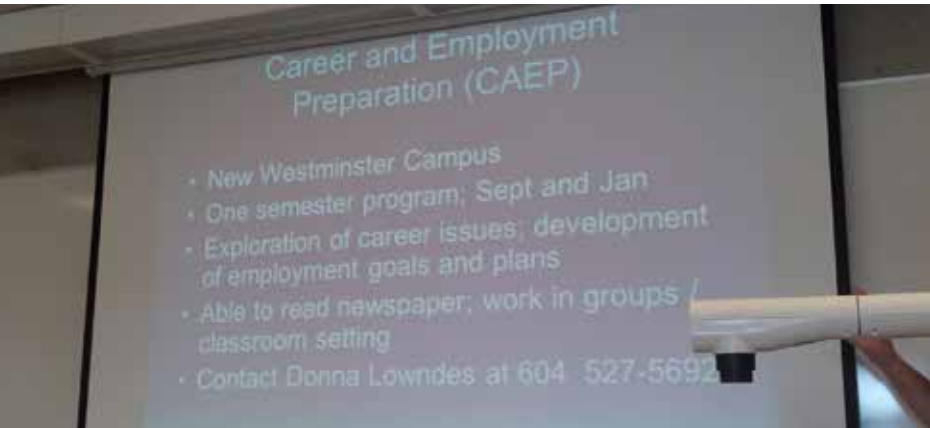 Career and Employment
Preparation (CAEP)
• New Westminster Campus
• One semester program; Sept and Jan
• Exploration of career issues; development
of employment goals and plans
• Able to read newspaper; work in groups /
classroom setting
• Contact Donna Lowndes at 604 527-5692